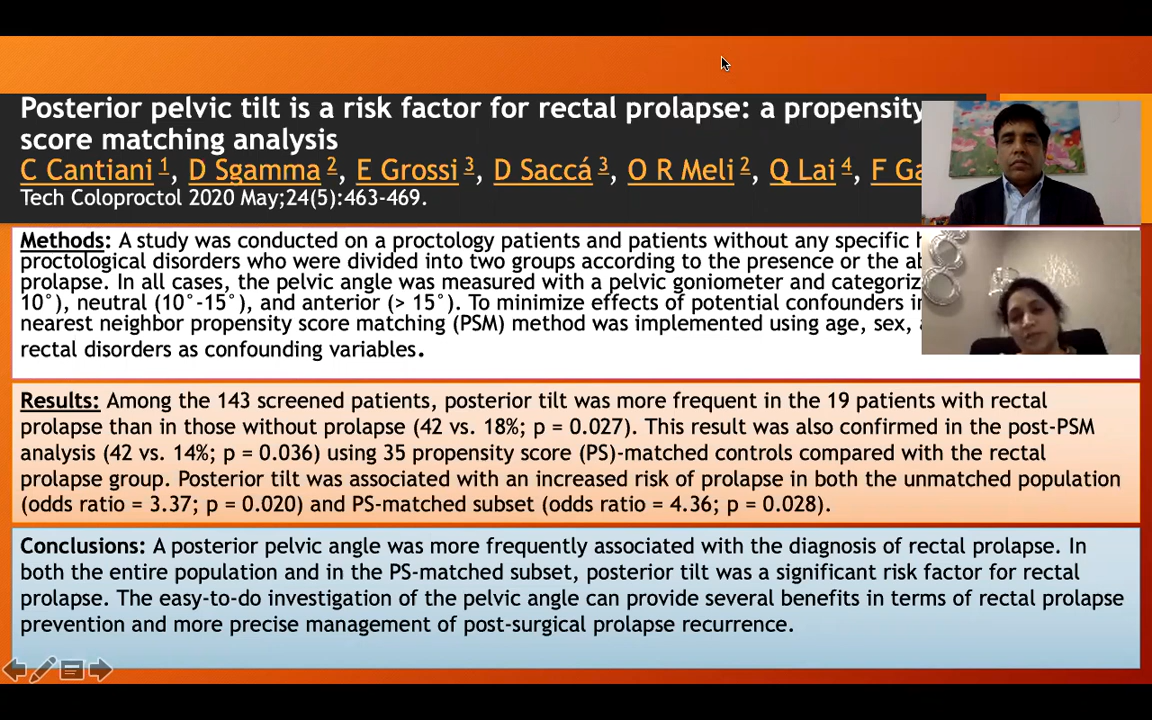 Posterior pelvic tilt is a risk factor for rectal prolapse: a propensity
score matching analysis
C Cantiani 1, D Sgamma 2, E Grossi 3, D Saccá 3, O R Meli 2, Q Lai 4, F
Tech Coloproctol 2020 May;24(5):463-469.
Methods: A study was conducted on a proctology patients and patients without any specific
proctological disorders who were divided into two groups according to the presence or the
prolapse. In all cases, the pelvic angle was measured with a pelvic goniometer and
10°), neutral (10°-15°), and anterior (> 15°). To minimize effects of potential confounders
nearest neighbor propensity score matching (PSM) method was implemented using age, sex,
rectal disorders as confounding variables.
Results: Among the 143 screened patients, posterior tilt was more frequent in the 19 patients with rectal
prolapse than in those without prolapse (42 vs. 18%; p = 0.027). This result was also confirmed in the post-PSM
analysis (42 vs. 14%; p = 0.036) using 35 propensity score (PS)-matched controls compared with the rectal
prolapse group. Posterior tilt was associated with an increased risk of prolapse in both the unmatched population
(odds ratio = 3.37; p = 0.020) and PS-matched subset (odds ratio = 4.36; p = 0.028).
Conclusions: A posterior pelvic angle was more frequently associated with the diagnosis of rectal prolapse. In
both the entire population and in the PS-matched subset, posterior tilt was a significant risk factor for rectal
prolapse. The easy-to-do investigation of the pelvic angle can provide several benefits in terms of rectal prolapse
prevention and more precise management of post-surgical prolapse recurrence.